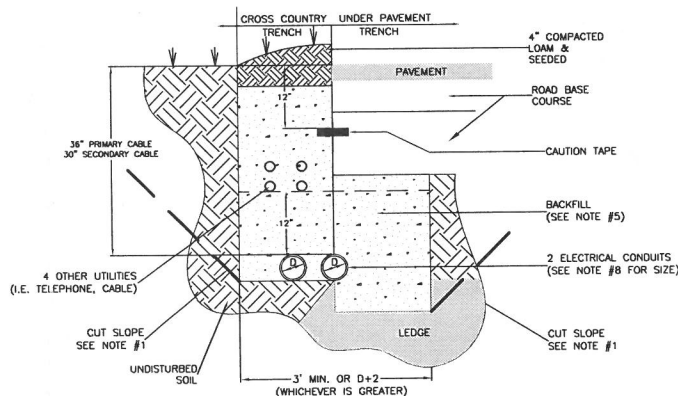 CROSS COUNTRY
TRENCH
UNDER PAVEMENT
TRENCH
4" COMPACTED
LOAM &
SEEDED
PAVEMENT
12"
ROAD BASE
COURSE
36" PRIMARY CABLE
30" SECONDARY CABLE
CAUTION TAPE
BACKFILL
(SEE NOTE #5)
12"
D
D
4 OTHER UTILITIES
(I.E. TELEPHONE, CABLE)
2 ELECTRICAL CONDUITS
(SEE NOTE #8 FOR SIZE)
CUT SLOPE
SEE NOTE #1
LEDGE
CUT SLOPE
SEE NOTE #1
UNDISTURBED
SOIL
3' MIN. OR D+2
(WHICHEVER IS GREATER)